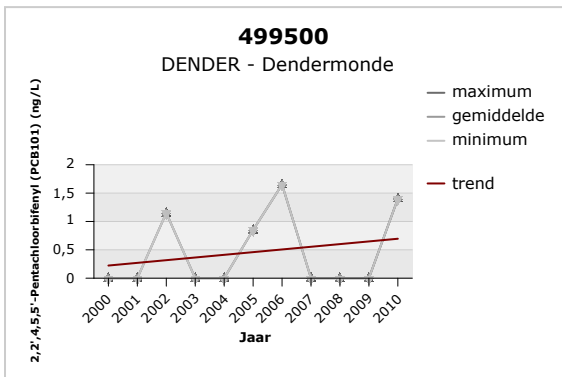 499500
DENDER - Dendermonde
maximum
gemiddelde
minimum
trend
2,2',4,5,5'-Pentachloorbifenyl (PCB101) (ng/L)
2
1,5
1
0,5
0
2000
2001
2002
2003
2004
2005
2006
2007
2008
2009
2010
Jaar